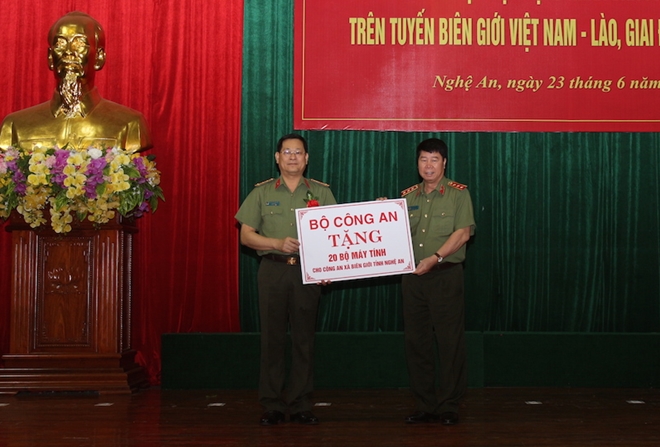 TRÊN TUYẾN BIÊN GIỚI VIỆT NAM - LÀO, GIAI
Nghệ An, ngày 23 tháng 6 năm
BỘ CÔNG AN
TẶNG
20 BỘ MÁY TÍNH
CHO CÔNG AN XÃ BIÊN GIỚI TỈNH NGHỆ AN